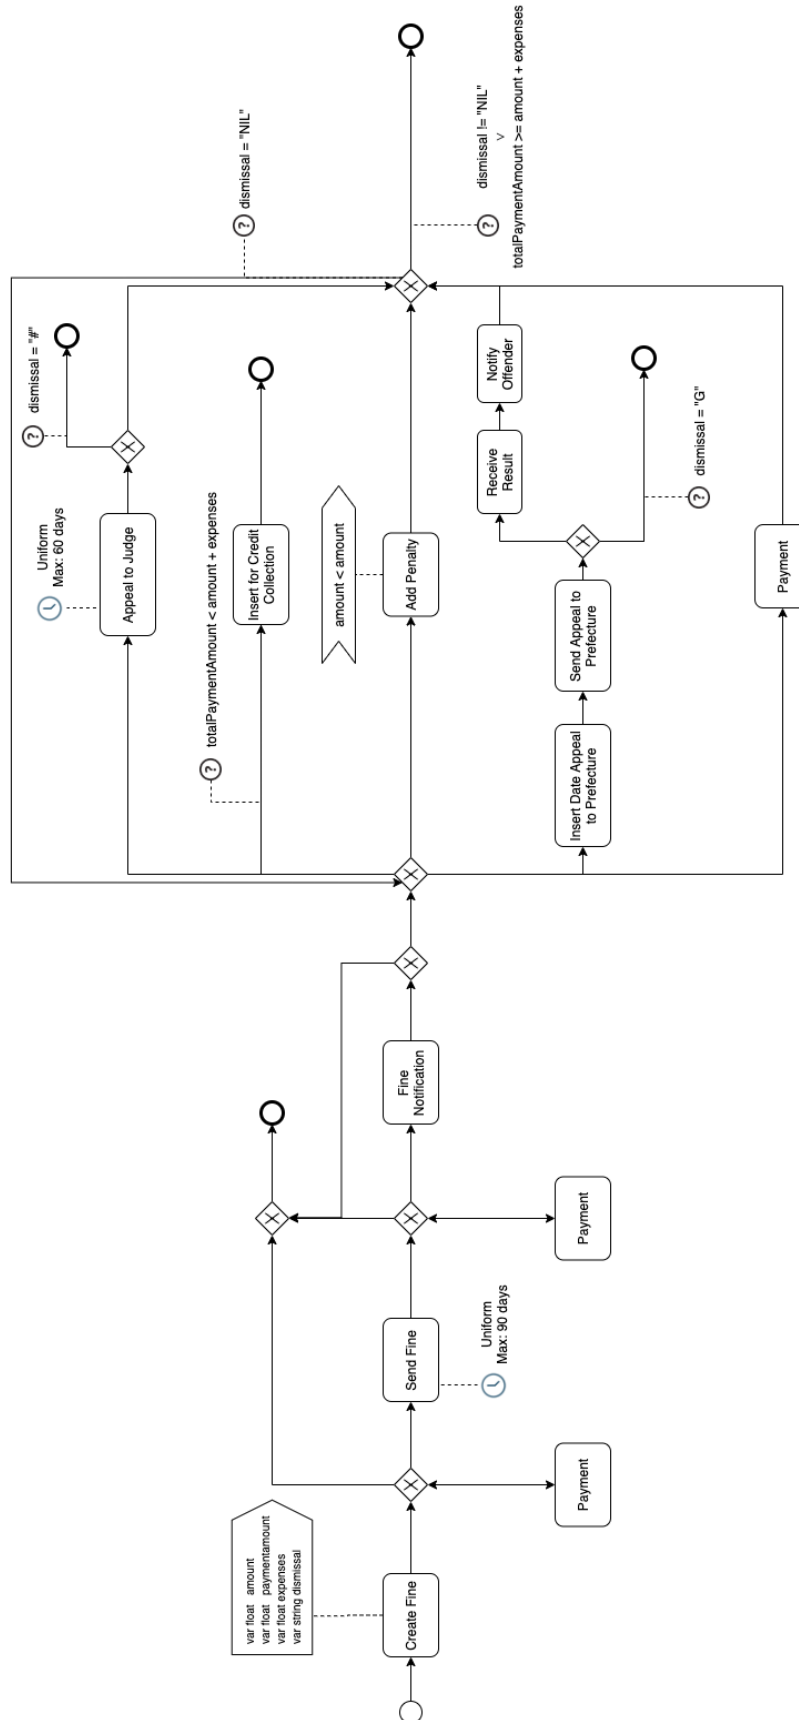 var float   amount
var float   paymentamount
var float expenses
var string dismissal
Create Fine
Payment
X
Send Fine
Uniform
Max: 90 days
X
X
Payment
Fine
Notification
X
X
Uniform
Max: 60 days
Appeal to Judge
X
? dismissal = "#"
? totalPaymentAmount < amount + expenses
Insert for Credit
Collection
amount < amount
Add Penalty
Insert Date Appeal
to Prefecture
Send Appeal to
Prefecture
X
Receive
Result
Notify
Offender
? dismissal = "G"
Payment
X
? dismissal = "NIL"
?
dismissal != "NIL"
∨
totalPaymentAmount >= amount + expenses